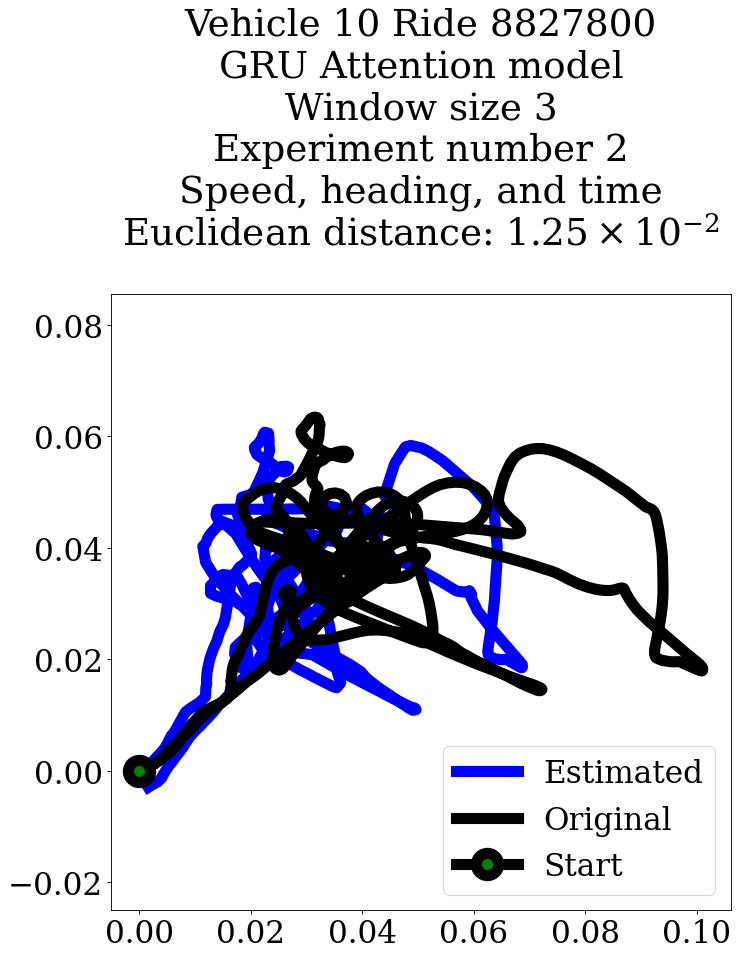 Vehicle 10 Ride 8827800
GRU Attention model
Window size 3
Experiment number 2
Speed, heading, and time
Euclidean distance: 1.25 × 10⁻²
0.08
0.06
0.04
0.02
0.00
−0.02
0.00 0.02 0.04 0.06 0.08 0.10
Estimated
Original
Start